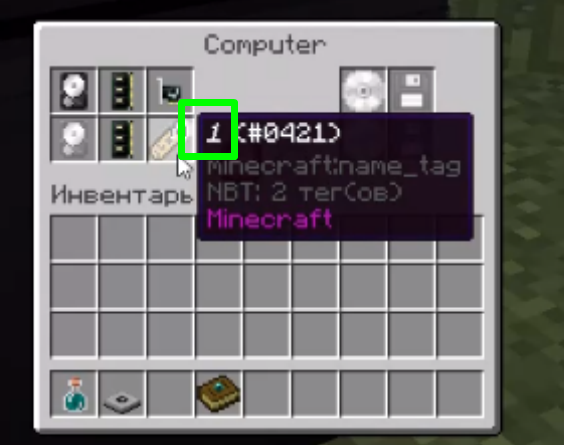 Computer
1 (#0421)
minecraft:name_tag
NBT: 2 тег(ов)
Minecraft
Инвентарь